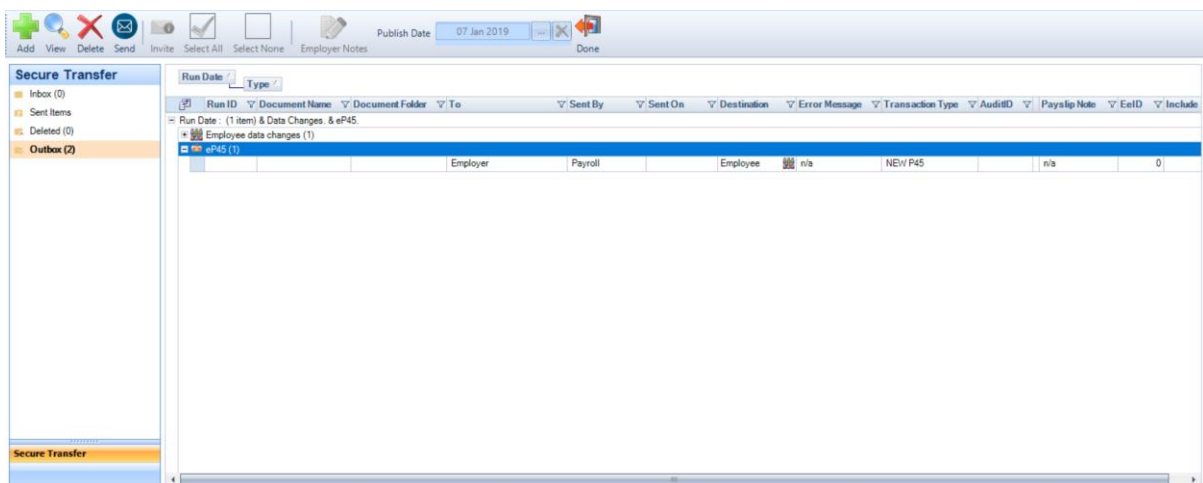 Add View Delete Send Invite Select All Select None Employer Notes Publish Date 07 Jan 2019 ... Done
Secure Transfer
Inbox (0)
Sent Items
Deleted (0)
Outbox (2)
Run Date
Type
Run ID Document Name Document Folder To Sent By Sent On Destination Error Message Transaction Type AuditID Payslip Note EeID Include
Run Date : (1 item) & Data Changes. & eP45.
Employee data changes (1)
eP45 (1)
Employer Payroll Employee n/a NEW P45 n/a 0
Secure Transfer